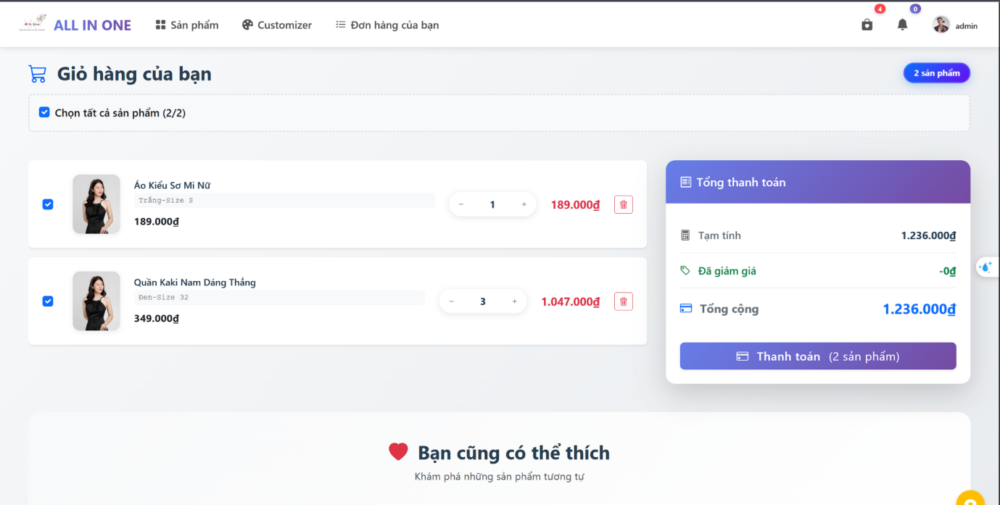 ALL IN ONE
Sản phẩm
Customizer
Đơn hàng của bạn
4
0
admin
Giỏ hàng của bạn
2 sản phẩm
Chọn tất cả sản phẩm (2/2)
Áo Kiểu Sơ Mi Nữ
Trắng-Size S
189.000₫
− 1 +
189.000₫
Quần Kaki Nam Dáng Thẳng
Đen-Size 32
349.000₫
− 3 +
1.047.000₫
Tổng thanh toán
Tạm tính 1.236.000₫
Đã giảm giá -0₫
Tổng cộng 1.236.000₫
Thanh toán (2 sản phẩm)
Bạn cũng có thể thích
Khám phá những sản phẩm tương tự